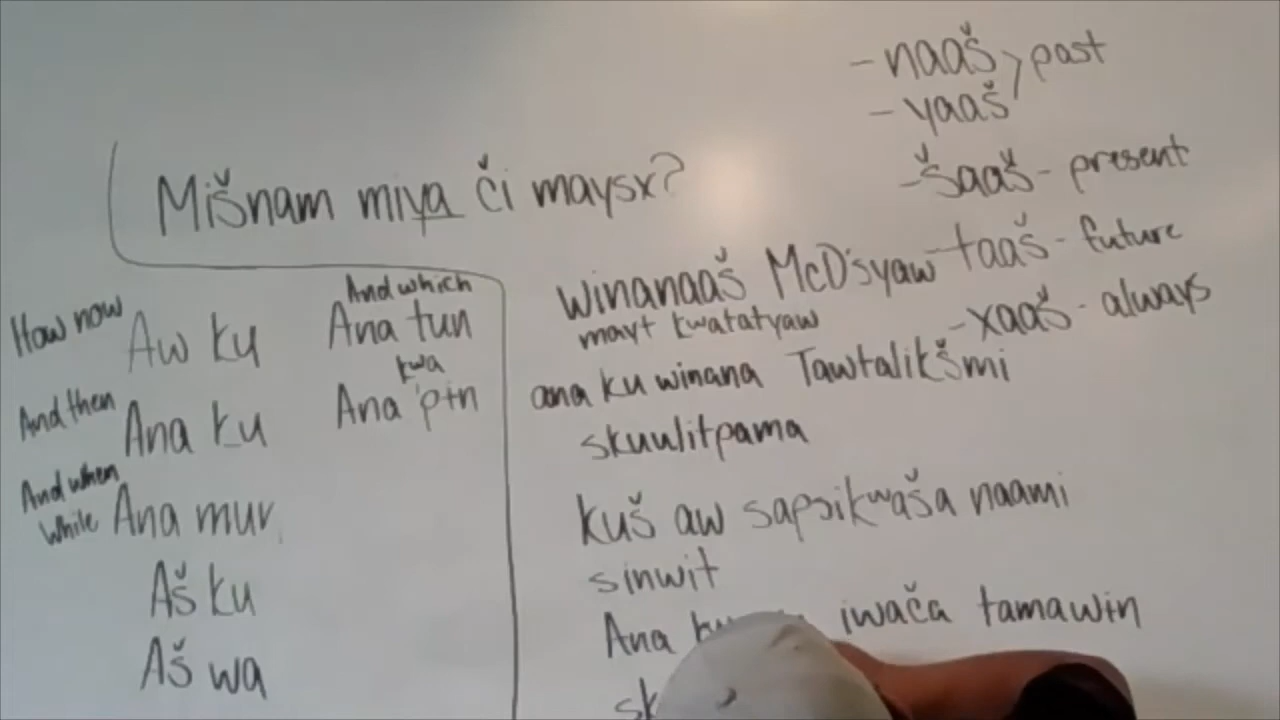 Mišnam miya či maysx?
-naaš
-yaaš
past
-šaaš- present
-taaš- future
-xaaš- always
How now Aw ku
And then Ana ku
And when
while Ana mun
Aš ku
Aš wa
And which
Ana tun
kwa
Ana ptn
winanaaš McD'syaw
mayt kwatatyaw
ana ku winana Tawtalikšmi
skuulitpama
kuš aw sapsikʷaša naami
sinwit
Ana iwača tamawin